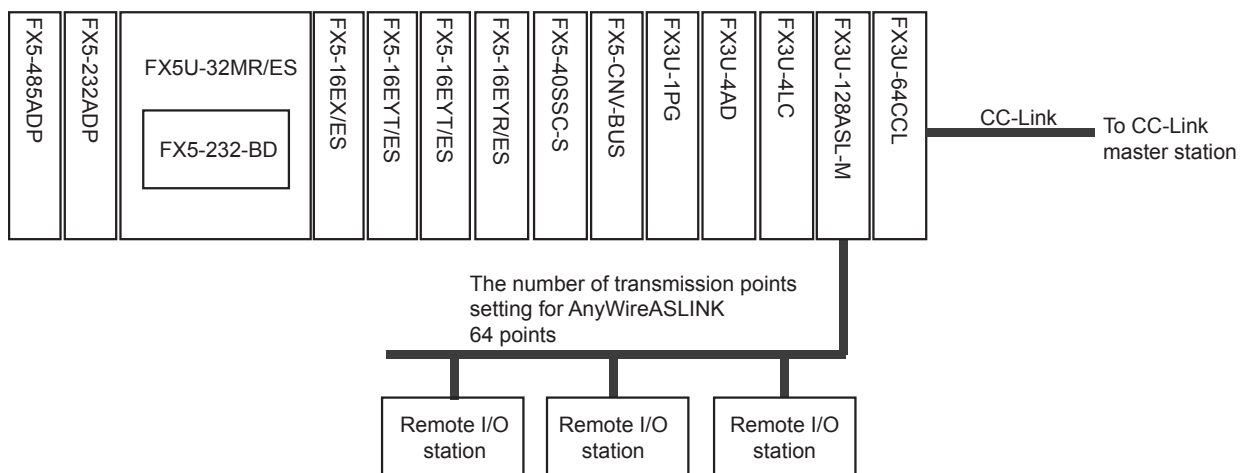 FX5-485ADP
FX5-232ADP
FX5U-32MR/ES
FX5-232-BD
FX5-16EX/ES
FX5-16EYT/ES
FX5-16EYT/ES
FX5-16EYR/ES
FX5-40SSC-S
FX5-CNV-BUS
FX3U-1PG
FX3U-4AD
FX3U-4LC
FX3U-128ASL-M
FX3U-64CCL
CC-Link
To CC-Link
master station
The number of transmission points
setting for AnyWireASLINK
64 points
Remote I/O
station
Remote I/O
station
Remote I/O
station